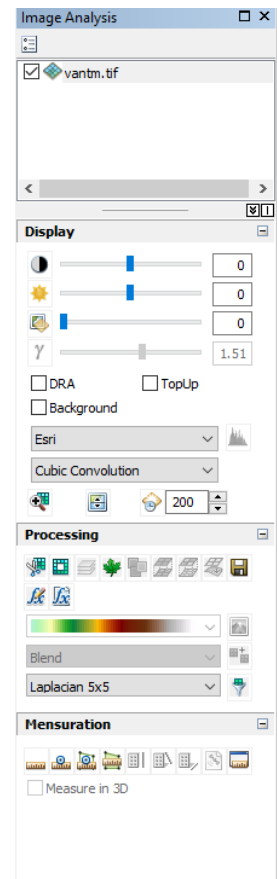 Image Analysis
vantm.tif
Display
0
0
0
γ 1.51
DRA TopUp
Background
Esri
Cubic Convolution
200
Processing
Blend
Laplacian 5x5
Mensuration
Measure in 3D